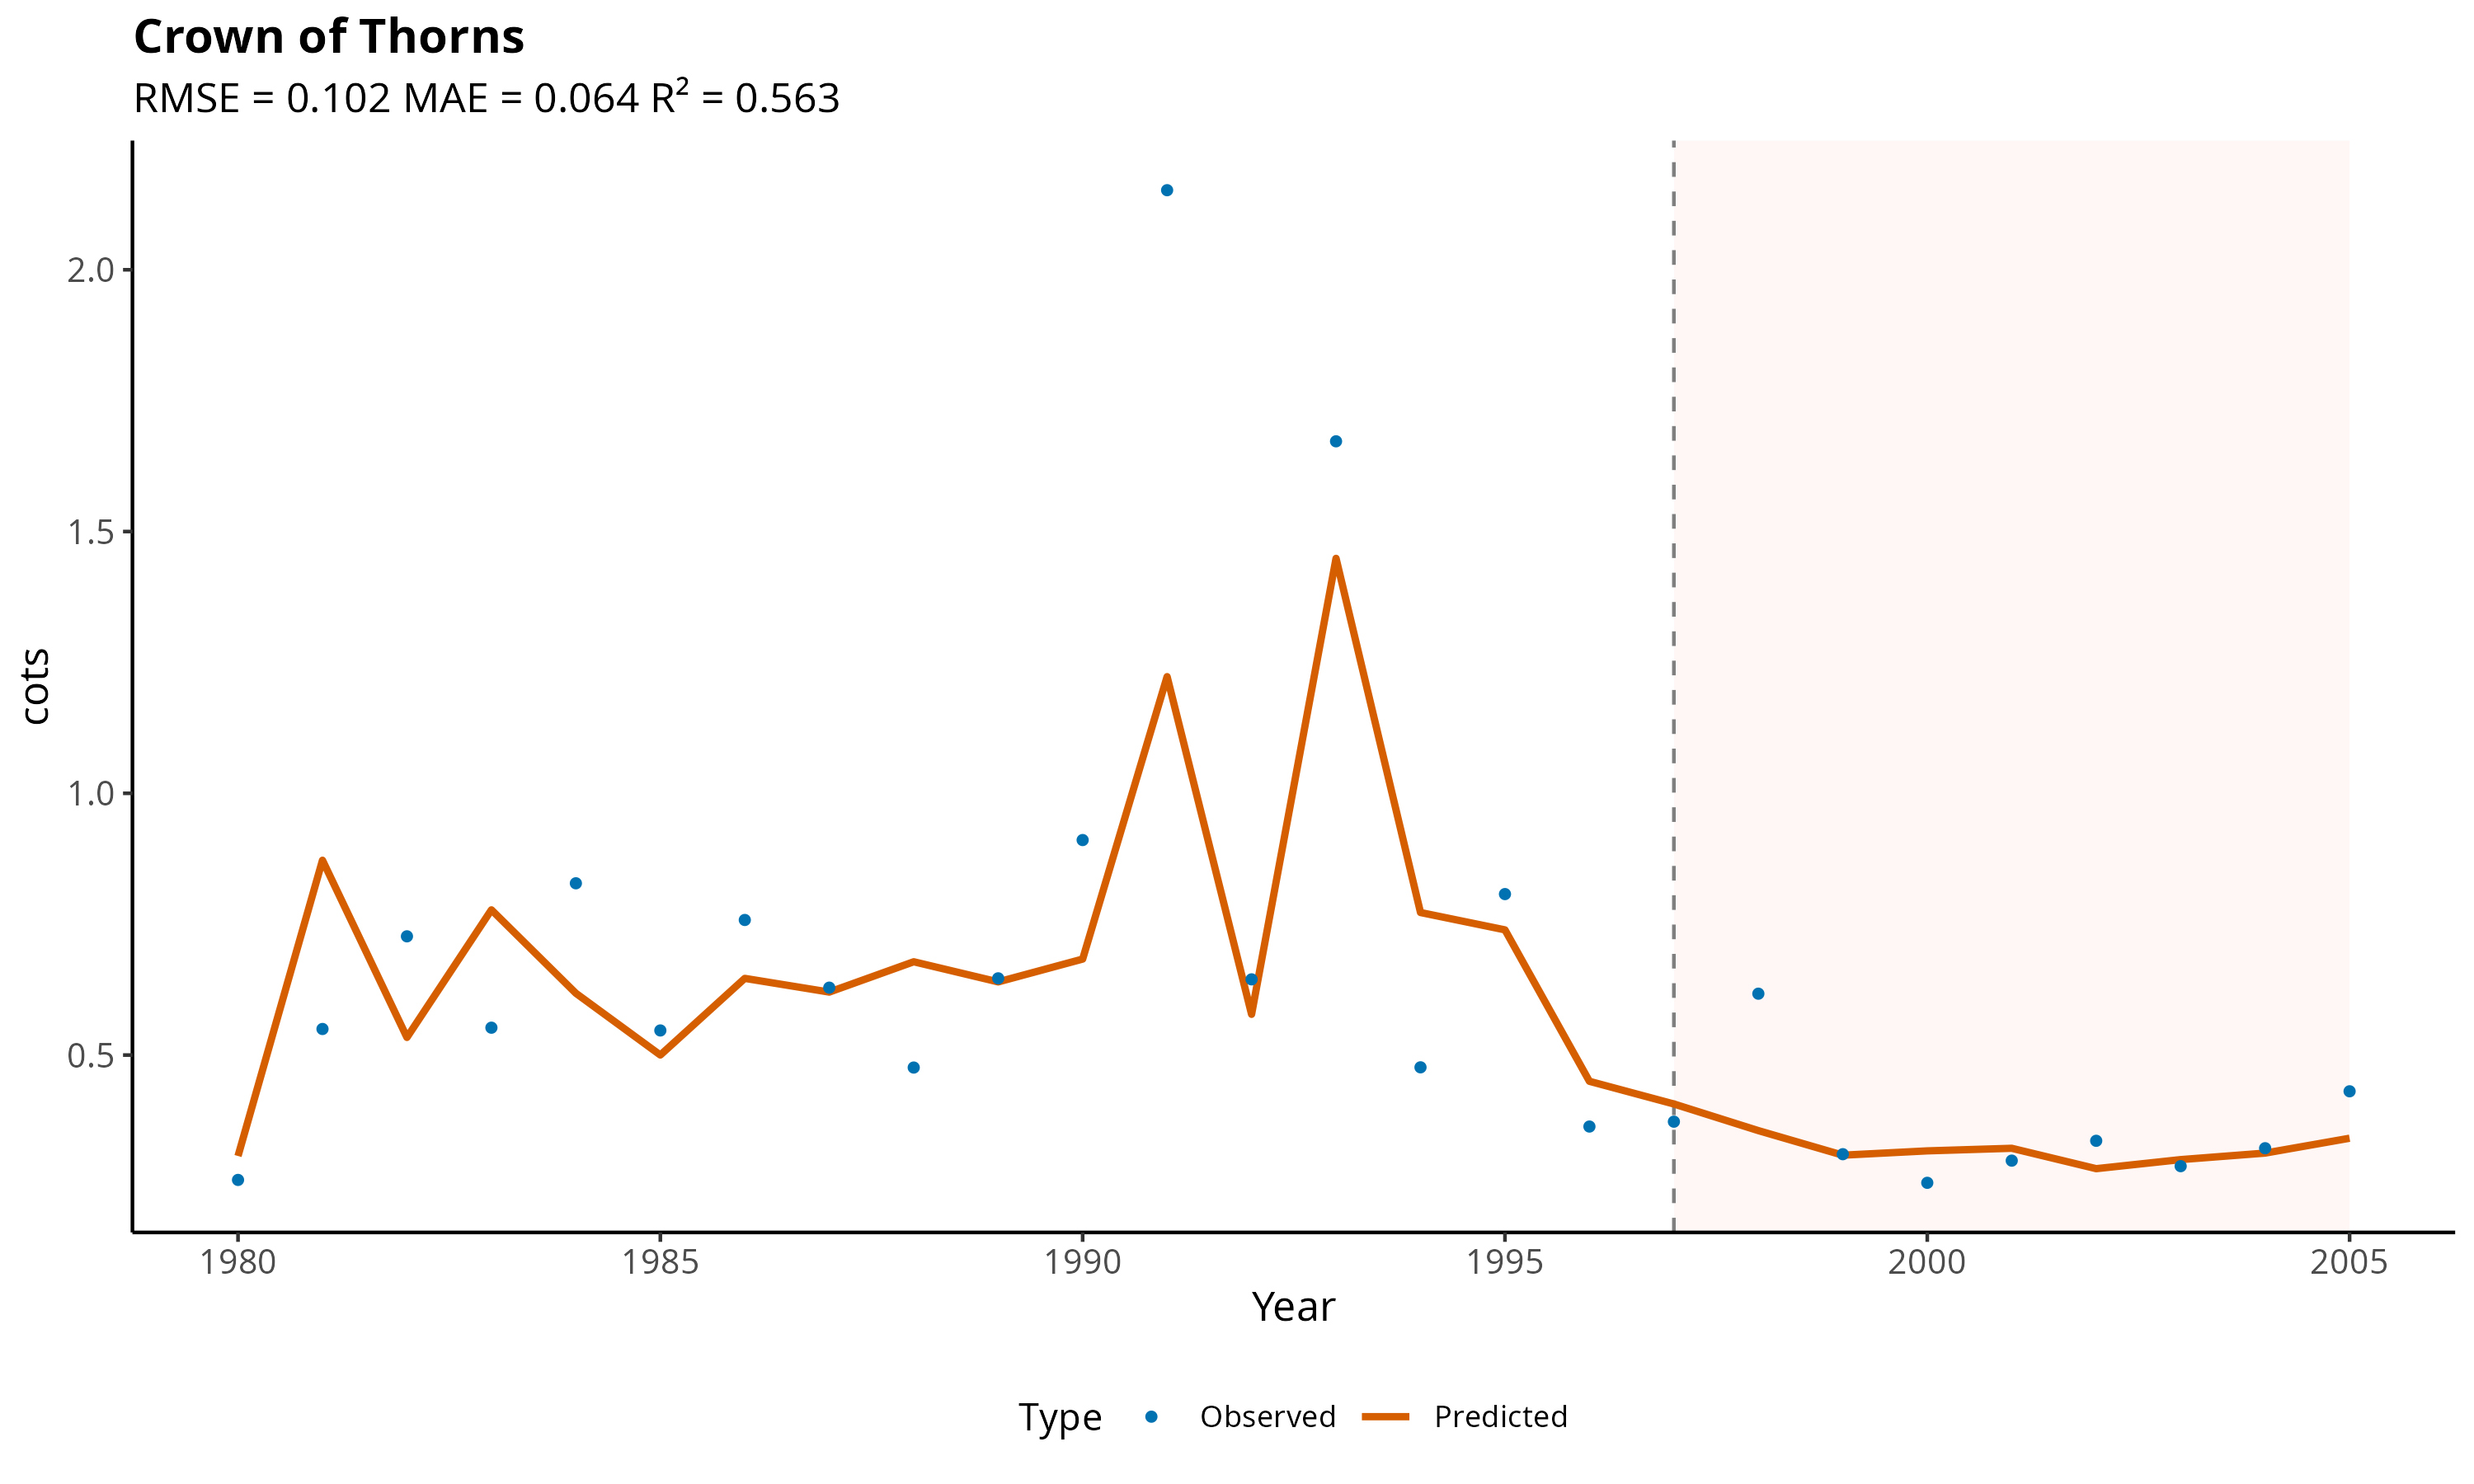 Crown of Thorns
RMSE = 0.102 MAE = 0.064 R² = 0.563
cots
2.0
1.5
1.0
0.5
1980 1985 1990 1995 2000 2005
Year
Type Observed Predicted